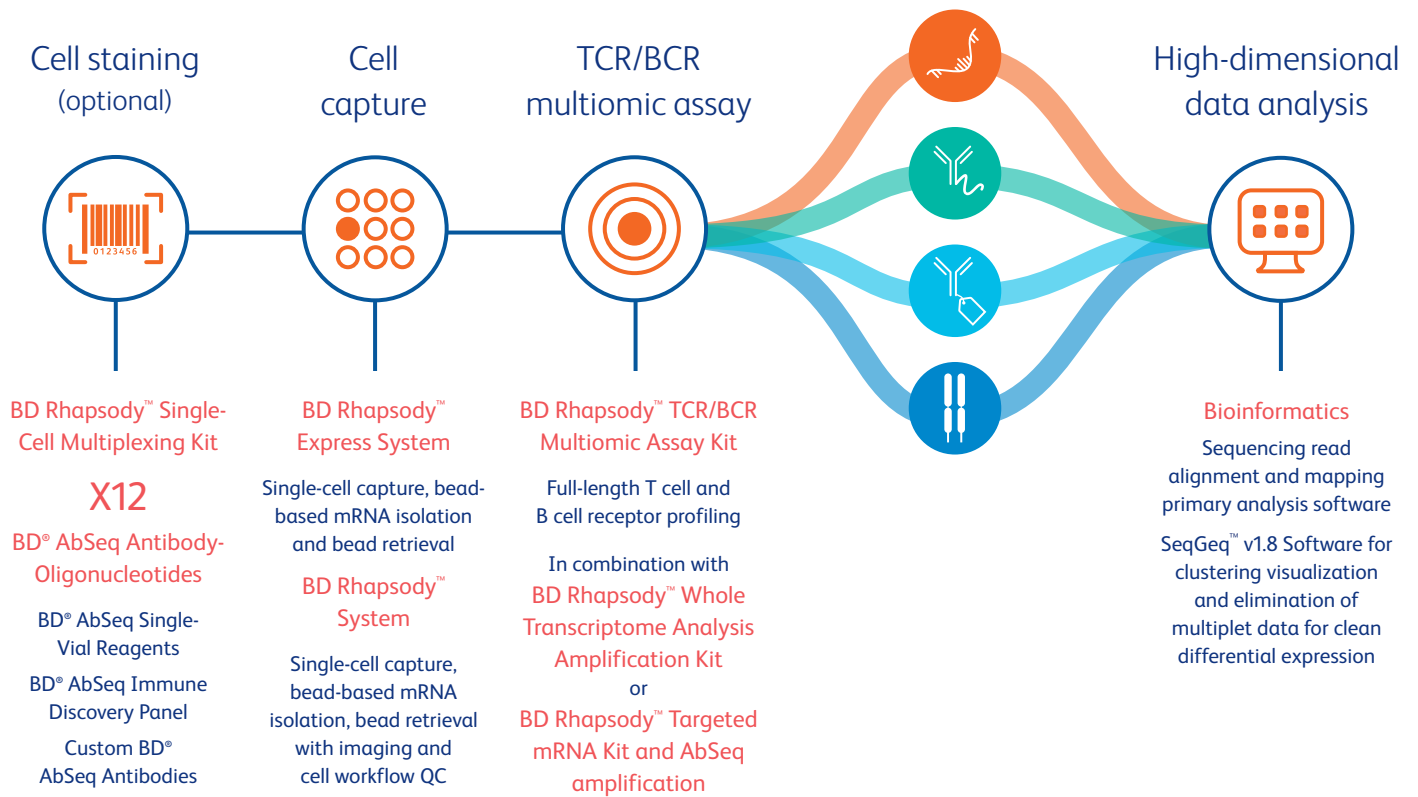 Cell staining
(optional)
Cell
capture
TCR/BCR
multiomic assay
High-dimensional
data analysis
0123456
BD Rhapsody™ Single-
Cell Multiplexing Kit
X12
BD® AbSeq Antibody-
Oligonucleotides
BD® AbSeq Single-
Vial Reagents
BD® AbSeq Immune
Discovery Panel
Custom BD®
AbSeq Antibodies
BD Rhapsody™
Express System
Single-cell capture, bead-
based mRNA isolation
and bead retrieval
BD Rhapsody™
System
Single-cell capture,
bead-based mRNA
isolation, bead retrieval
with imaging and
cell workflow QC
BD Rhapsody™ TCR/BCR
Multiomic Assay Kit
Full-length T cell and
B cell receptor profiling
In combination with
BD Rhapsody™ Whole
Transcriptome Analysis
Amplification Kit
or
BD Rhapsody™ Targeted
mRNA Kit and AbSeq
amplification
Bioinformatics
Sequencing read
alignment and mapping
primary analysis software
SeqGeq™ v1.8 Software for
clustering visualization
and elimination of
multiplet data for clean
differential expression